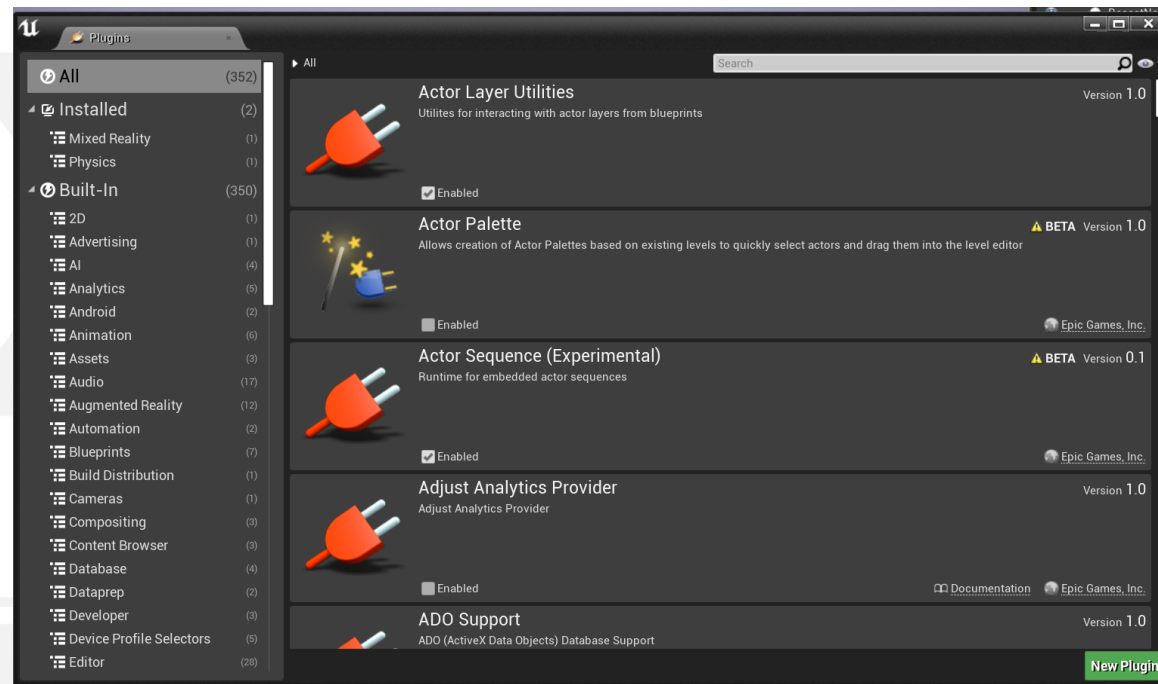 Plugins
All (352)
Installed (2)
Mixed Reality (1)
Physics (1)
Built-In (350)
2D (1)
Advertising (1)
AI (4)
Analytics (5)
Android (2)
Animation (6)
Assets (3)
Audio (17)
Augmented Reality (12)
Automation (2)
Blueprints (7)
Build Distribution (1)
Cameras (1)
Compositing (3)
Content Browser (3)
Database (4)
Dataprep (2)
Developer (3)
Device Profile Selectors (5)
Editor (28)
All
Search
Actor Layer Utilities
Version 1.0
Utilites for interacting with actor layers from blueprints
Enabled
Actor Palette
BETA Version 1.0
Allows creation of Actor Palettes based on existing levels to quickly select actors and drag them into the level editor
Enabled
Epic Games, Inc.
Actor Sequence (Experimental)
BETA Version 0.1
Runtime for embedded actor sequences
Enabled
Epic Games, Inc.
Adjust Analytics Provider
Version 1.0
Adjust Analytics Provider
Enabled
Documentation Epic Games, Inc.
ADO Support
Version 1.0
ADO (ActiveX Data Objects) Database Support
New Plugin